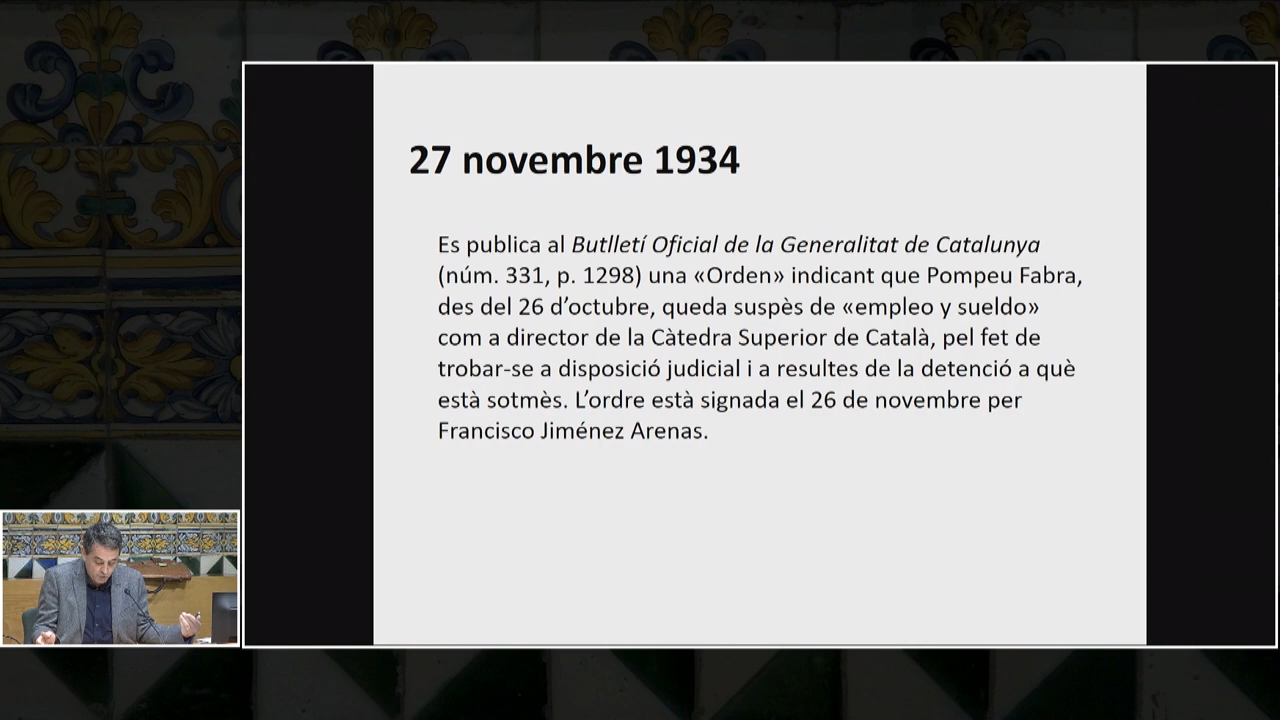 27 novembre 1934
Es publica al Butlletí Oficial de la Generalitat de Catalunya
(núm. 331, p. 1298) una «Orden» indicant que Pompeu Fabra,
des del 26 d’octubre, queda suspès de «empleo y sueldo»
com a director de la Càtedra Superior de Català, pel fet de
trobar-se a disposició judicial i a resultes de la detenció a què
està sotmès. L’ordre està signada el 26 de novembre per
Francisco Jiménez Arenas.